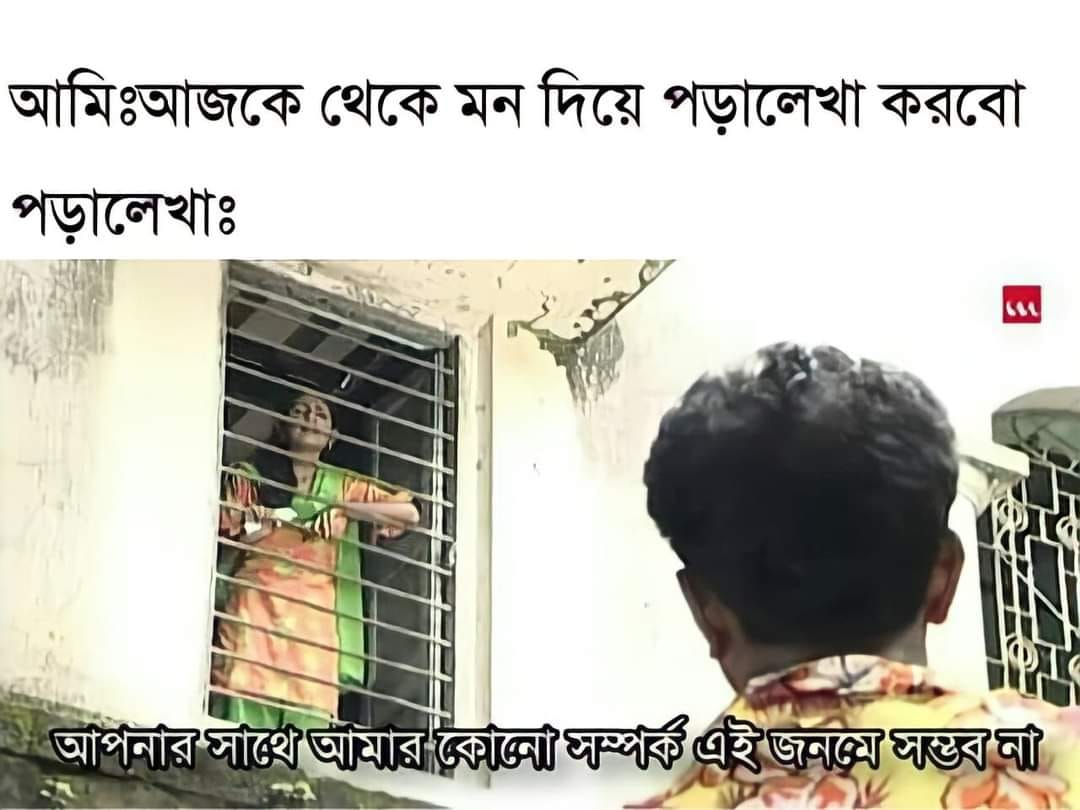 আমিঃআজকে থেকে মন দিয়ে পড়ালেখা করবো
পড়ালেখাঃ
আপনার সাথে আমার কোনো সম্পর্ক এই জনমে সম্ভব না